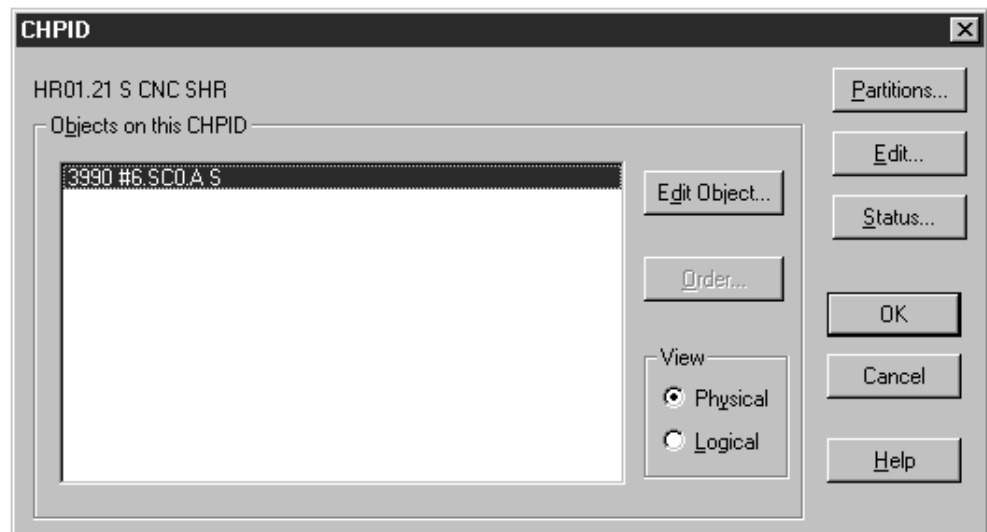 CHPID
HR01.21 S CNC SHR
Objects on this CHPID
3990 #6.SC0.A S
Edit Object...
Order...
View
Physical
Logical
Partitions...
Edit...
Status...
OK
Cancel
Help